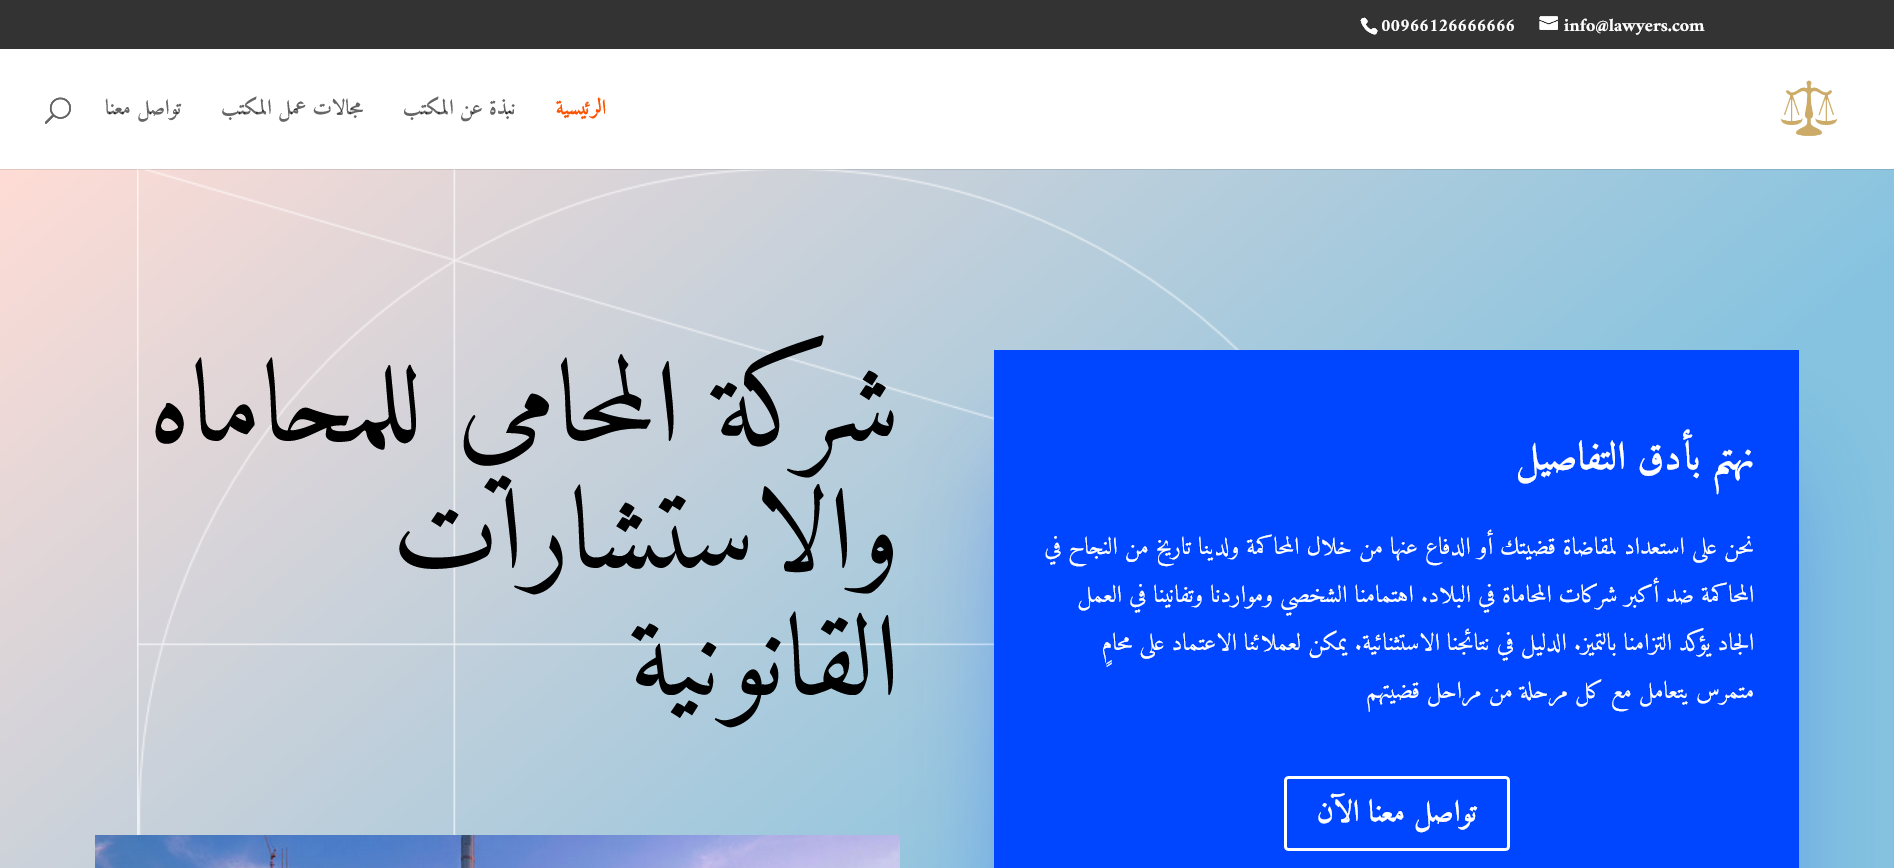 00966126666666
info@lawyers.com
الرئيسية
نبذة عن المكتب
مجالات عمل المكتب
تواصل معنا
نهتم بأدق التفاصيل
نحن على استعداد لمقاضاة قضيتك أو الدفاع عنها من خلال المحاكمة ولدينا تاريخ من النجاح في
المحاكمة ضد أكبر شركات المحاماة في البلاد. اهتمامنا الشخصي ومواردنا وتفانينا في العمل
الجاد يؤكد التزامنا بالتميز. الدليل في نتائجنا الاستثنائية. يمكن لعملائنا الاعتماد على محامٍ
متمرس يتعامل مع كل مرحلة من مراحل قضيتهم
تواصل معنا الآن
شركة المحامي للمحاماه
والاستشارات
القانونية